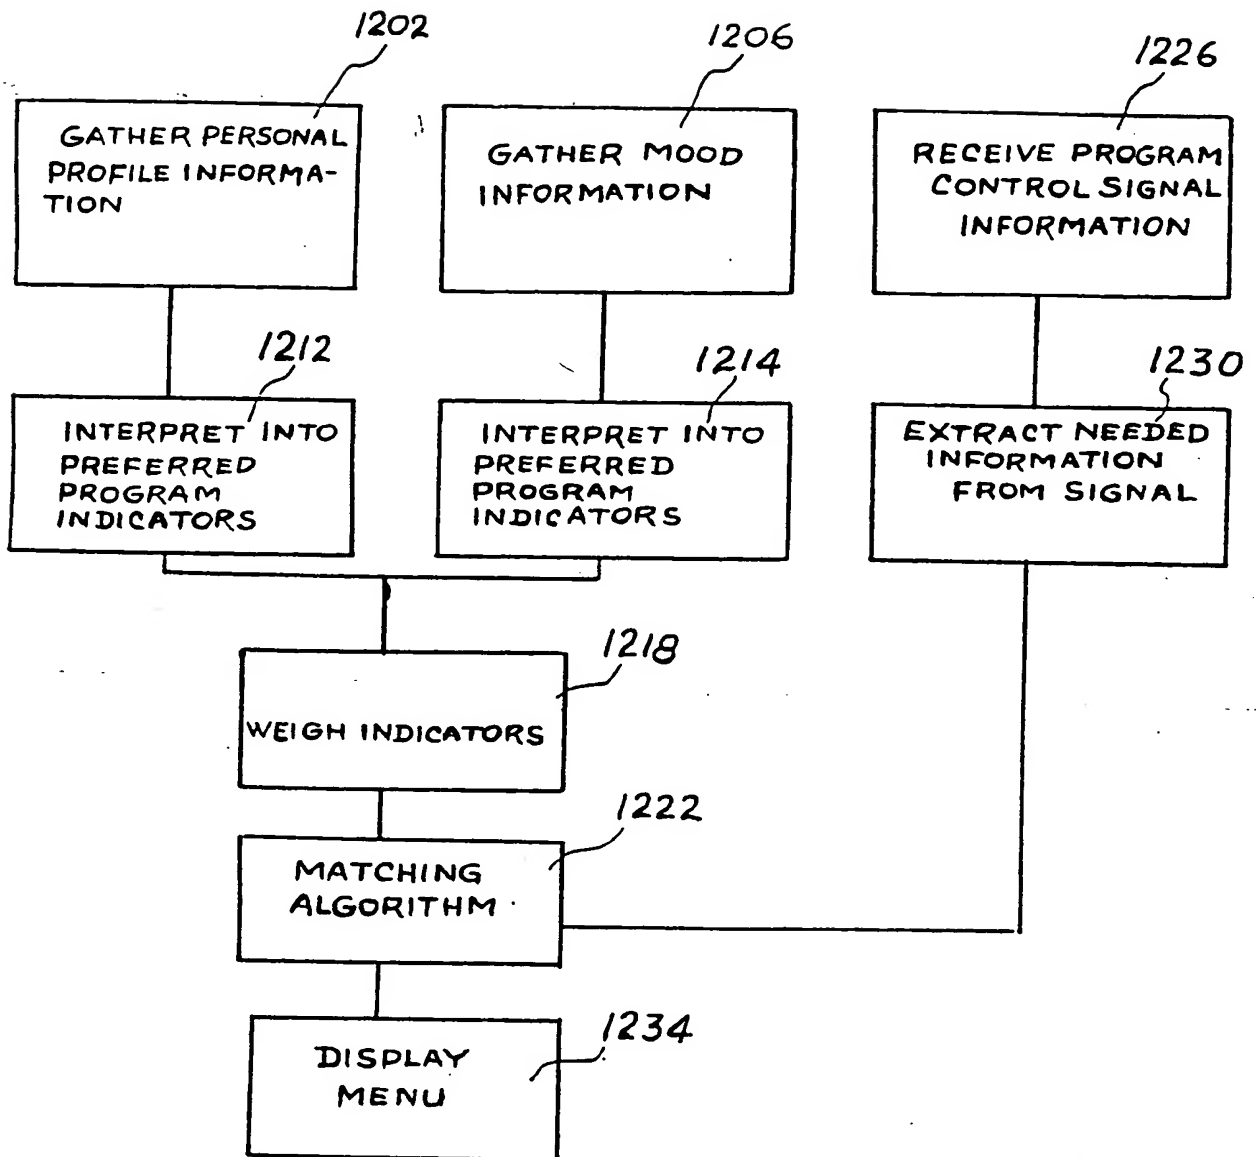 1202
1206
1226
GATHER PERSONAL
PROFILE INFORMA-
TION
GATHER MOOD
INFORMATION
RECEIVE PROGRAM
CONTROL SIGNAL
INFORMATION
1212
1214
1230
INTERPRET INTO
PREFERRED
PROGRAM
INDICATORS
INTERPRET INTO
PREFERRED
PROGRAM
INDICATORS
EXTRACT NEEDED
INFORMATION
FROM SIGNAL
1218
WEIGH INDICATORS
1222
MATCHING
ALGORITHM
1234
DISPLAY
MENU